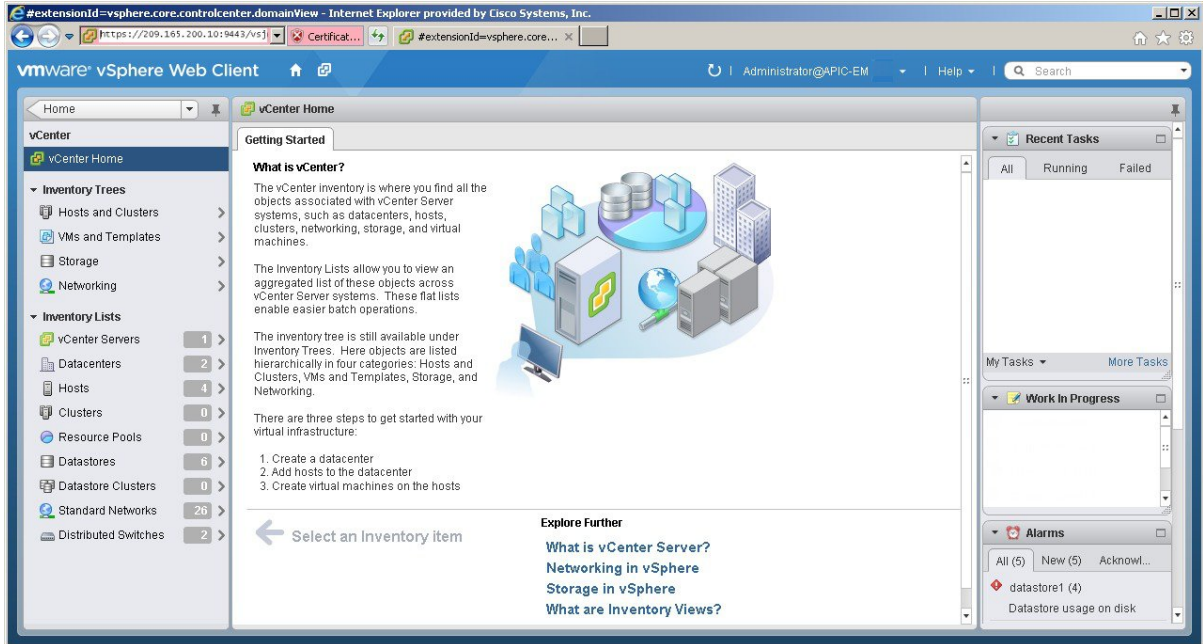 #extensionId=vsphere.core.controlcenter.domainView - Internet Explorer provided by Cisco Systems, Inc.
https://209.165.200.10:9443/vsj
Certificat...
#extensionId=vsphere.core...
vmware® vSphere Web Client
Administrator@APIC-EM
Help
Search
Home
vCenter
vCenter Home
Inventory Trees
Hosts and Clusters
VMs and Templates
Storage
Networking
Inventory Lists
vCenter Servers 1
Datacenters 2
Hosts 4
Clusters 0
Resource Pools 0
Datastores 6
Datastore Clusters 0
Standard Networks 26
Distributed Switches 2
vCenter Home
Getting Started
What is vCenter?
The vCenter inventory is where you find all the
objects associated with vCenter Server
systems, such as datacenters, hosts,
clusters, networking, storage, and virtual
machines.
The Inventory Lists allow you to view an
aggregated list of these objects across
vCenter Server systems. These flat lists
enable easier batch operations.
The inventory tree is still available under
Inventory Trees. Here objects are listed
hierarchically in four categories: Hosts and
Clusters, VMs and Templates, Storage, and
Networking.
There are three steps to get started with your
virtual infrastructure:
1. Create a datacenter
2. Add hosts to the datacenter
3. Create virtual machines on the hosts
Select an Inventory item
Explore Further
What is vCenter Server?
Networking in vSphere
Storage in vSphere
What are Inventory Views?
Recent Tasks
All Running Failed
My Tasks More Tasks
Work In Progress
Alarms
All (5) New (5) Acknowl...
datastore1 (4)
Datastore usage on disk